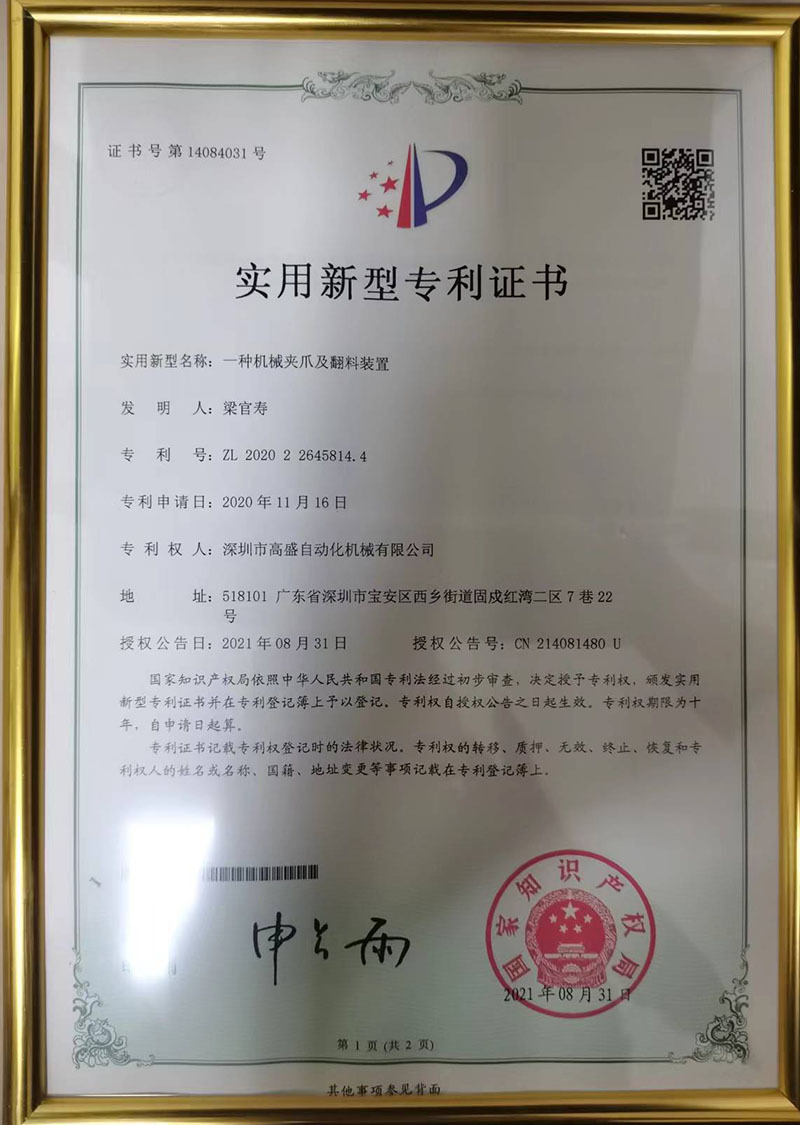 证书号第14084031号
实用新型专利证书
实用新型名称：一种机械夹爪及翻料装置
发明人：梁官寿
专利号：ZL 2020 2 2645814.4
专利申请日：2020年11月16日
专利权人：深圳市高盛自动化机械有限公司
地址：518101 广东省深圳市宝安区西乡街道固戍红湾二区7巷22
号
授权公告日：2021年08月31日 授权公告号：CN 214081480 U
国家知识产权局依照中华人民共和国专利法经过初步审查，决定授予专利权，颁发实用
新型专利证书并在专利登记簿上予以登记。专利权自授权公告之日起生效。专利权期限为十
年，自申请日起算。
专利证书记载专利权登记时的法律状况。专利权的转移、质押、无效、终止、恢复和专
利权人的姓名或名称、国籍、地址变更等事项记载在专利登记簿上。
申长雨
国家知识产权局
2021年08月31日
第1页(共2页)
其他事项参见背面